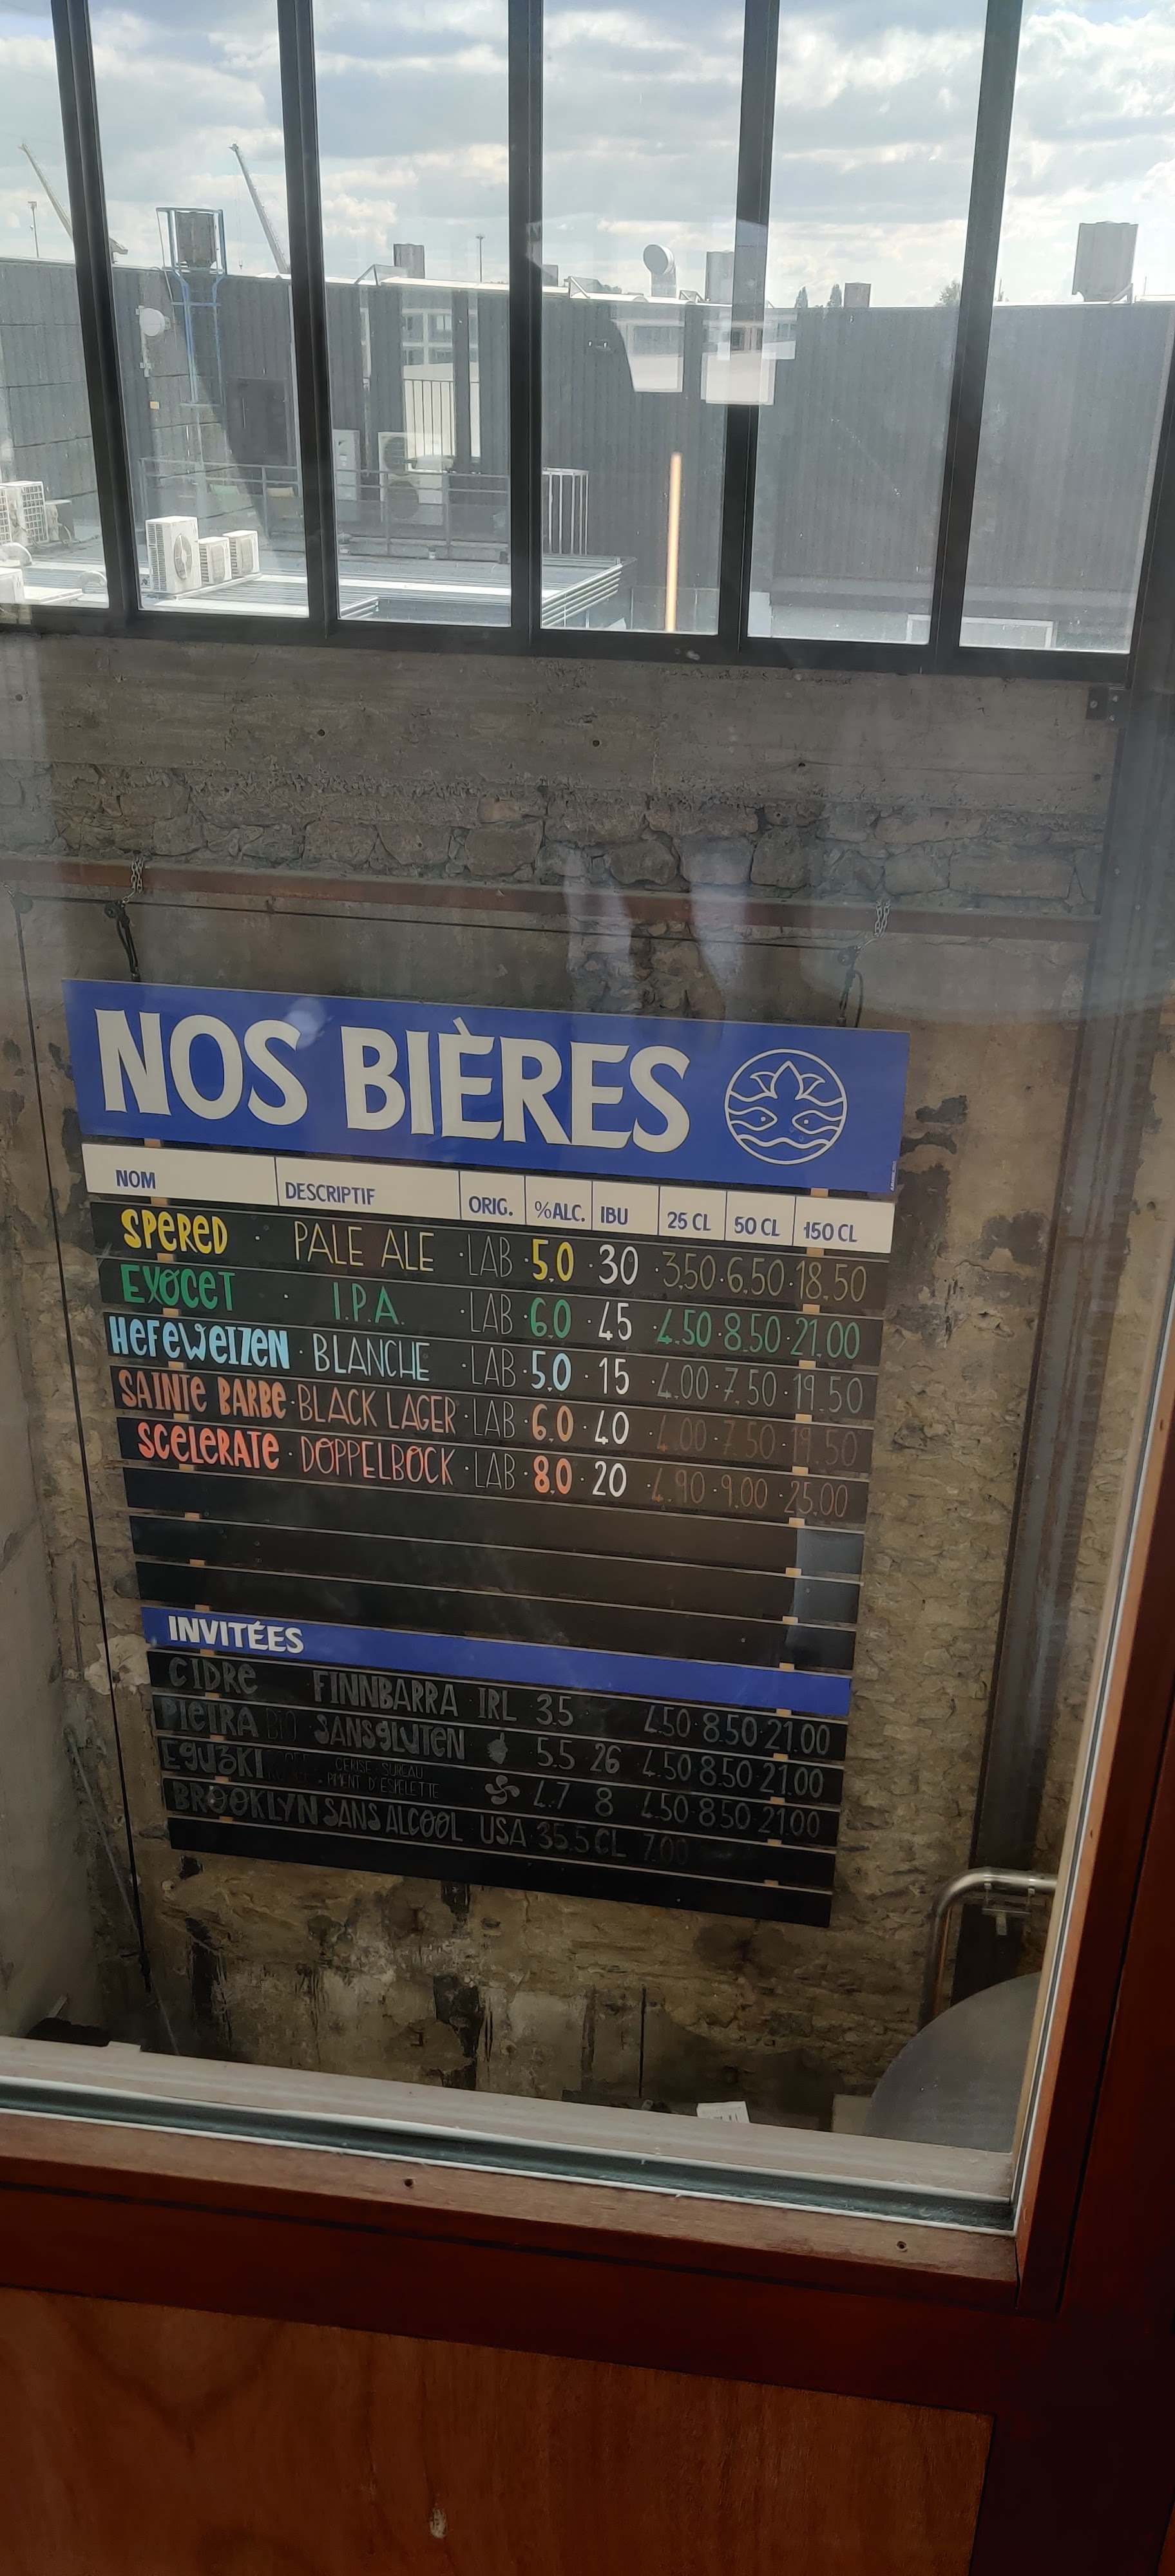 NOS BIÈRES
NOM DESCRIPTIF ORIG. %ALC. IBU 25 CL 50 CL 150 CL
SPERED · PALE ALE · LAB · 5.0 · 30 · 3.50 · 6.50 · 18.50
EXOCET · I.P.A. · LAB · 6.0 · 45 · 4.50 · 8.50 · 21.00
HEFEWEIZEN · BLANCHE · LAB · 5.0 · 15 · 4.00 · 7.50 · 19.50
SAINTE BARBE · BLACK LAGER · LAB · 6.0 · 40 · 4.00 · 7.50 · 19.50
SCELERATE · DOPPELBOCK · LAB · 8.0 · 20 · 4.90 · 9.00 · 25.00
INVITÉES
CIDRE FINNBARRA IRL 3.5 4.50 · 8.50 · 21.00
PIETRA BIO SANS GLUTEN 5.5 26 4.50 · 8.50 · 21.00
EGUZKI CERISE · SUREAU · PIMENT D'ESPELETTE 4.7 8 4.50 · 8.50 · 21.00
BROOKLYN SANS ALCOOL USA 35.5 CL 7.00